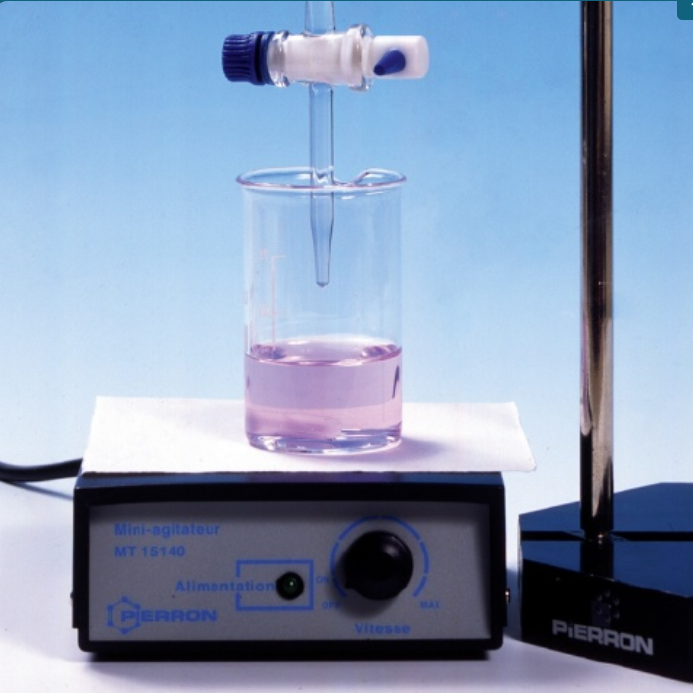 Mini-agitateur
MT 15140
Alimentation
ON
OFF
MAX
Vitesse
PIERRON
PiERRON